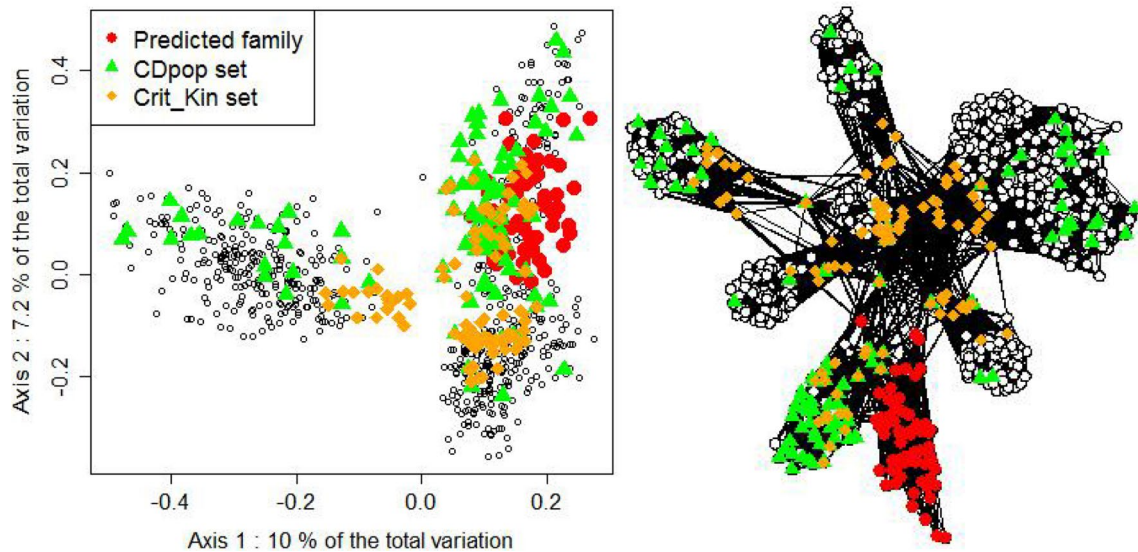 Predicted family
CDpop set
Crit_Kin set
0.4
0.2
0.0
-0.2
Axis 2 : 7.2 % of the total variation
-0.4 -0.2 0.0 0.2
Axis 1 : 10 % of the total variation